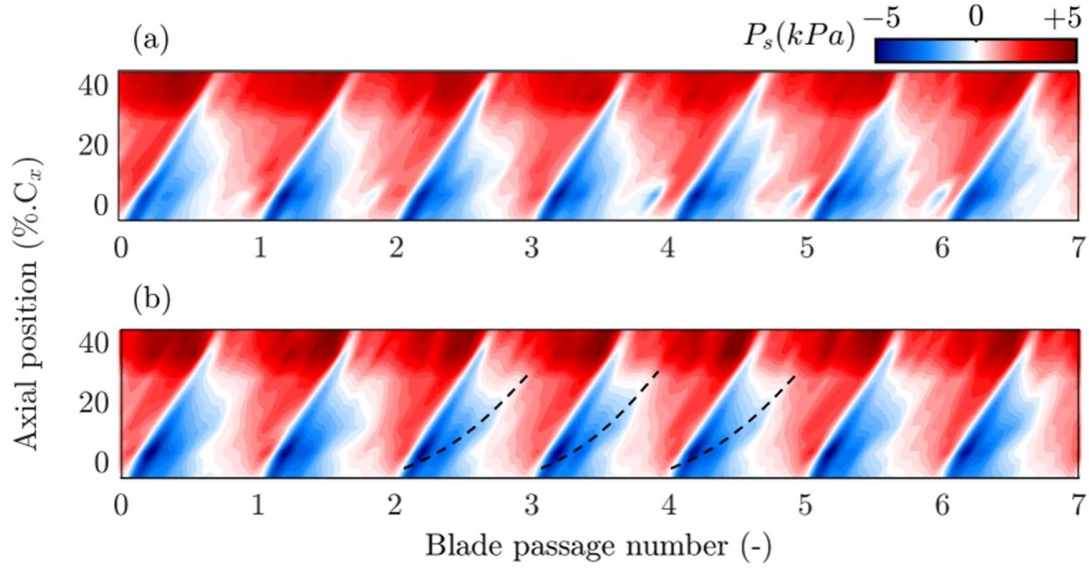 (a)
P_s(kPa) −5 0 +5
40
20
0
0 1 2 3 4 5 6 7
(b)
40
20
0
0 1 2 3 4 5 6 7
Axial position (%.C_x)
Blade passage number (-)